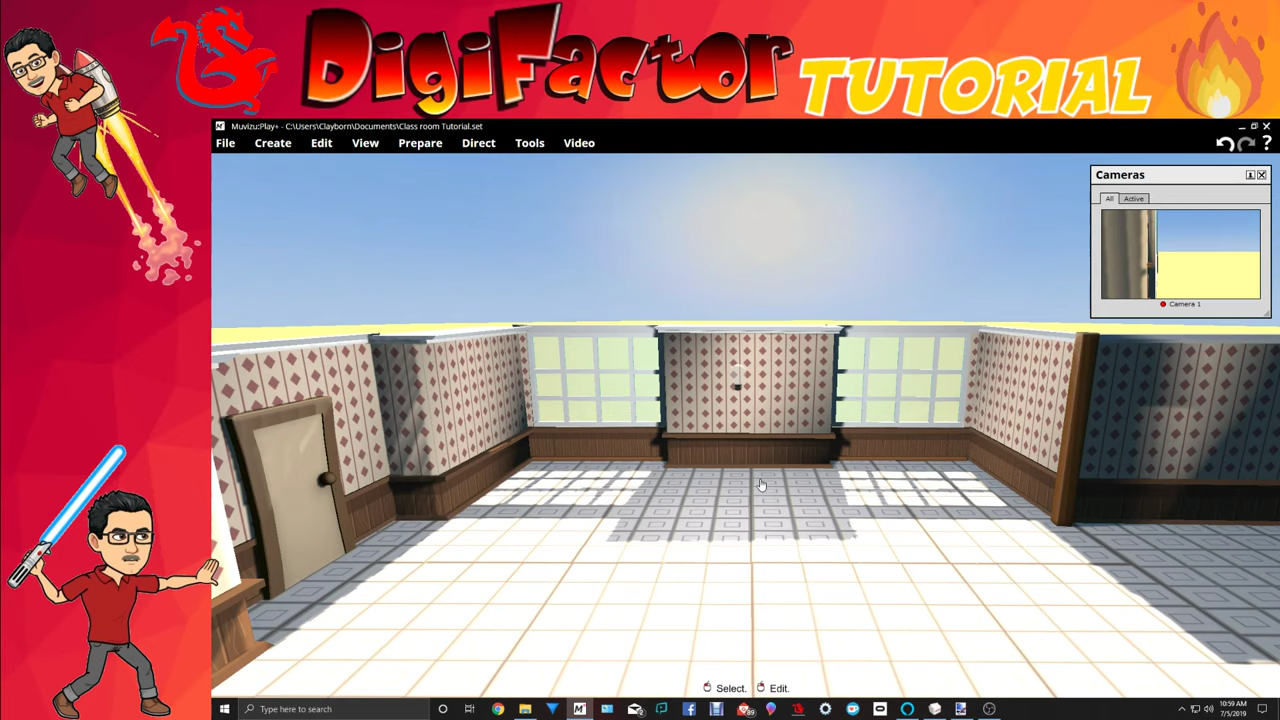 DigiFactor TUTORIAL
Muvizu:Play+ - C:\Users\Clayborn\Documents\Class room Tutorial.set
File Create Edit View Prepare Direct Tools Video
?
Cameras
All Active
Camera 1
Select. Edit.
Type here to search
10:59 AM
7/5/2019